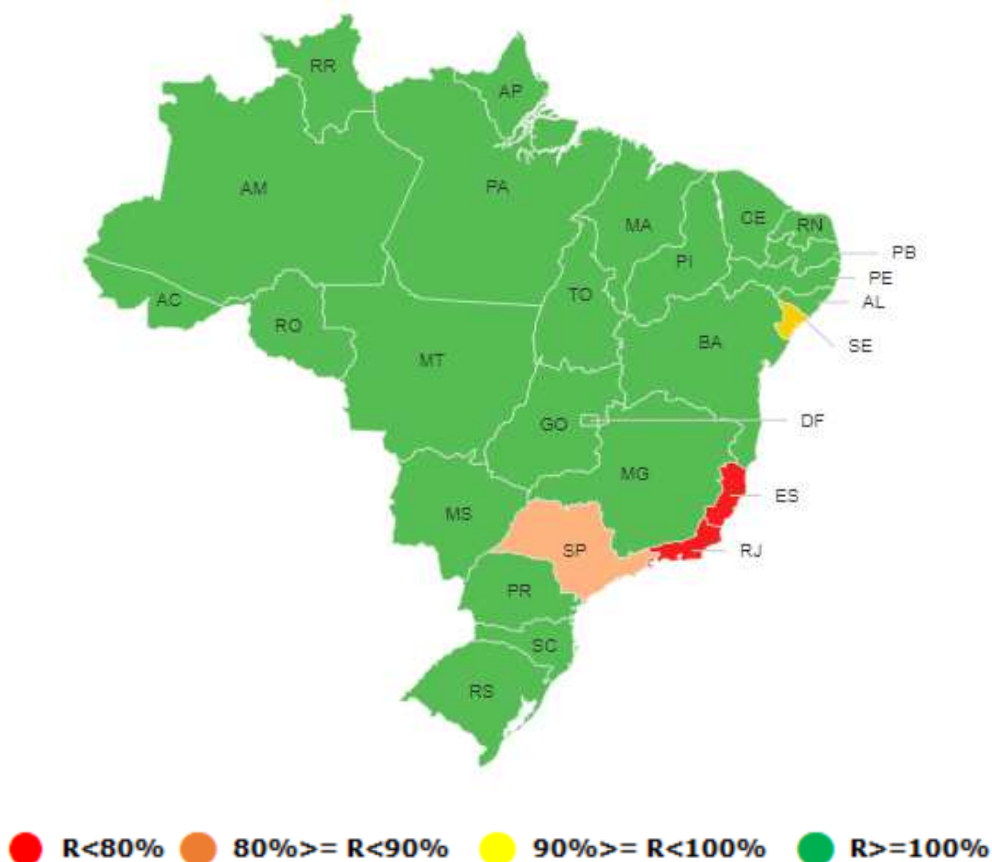 RR
AP
AM
PA
MA
CE
RN
PB
PI
PE
TO
AL
AC
RO
BA
SE
MT
GO
DF
MG
ES
MS
SP
RJ
PR
SC
RS
R<80% 80%>= R<90% 90%>= R<100% R>=100%